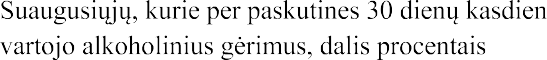 Suaugusiųjų, kurie per paskutines 30 dienų kasdien
vartojo alkoholinius gėrimus, dalis procentais